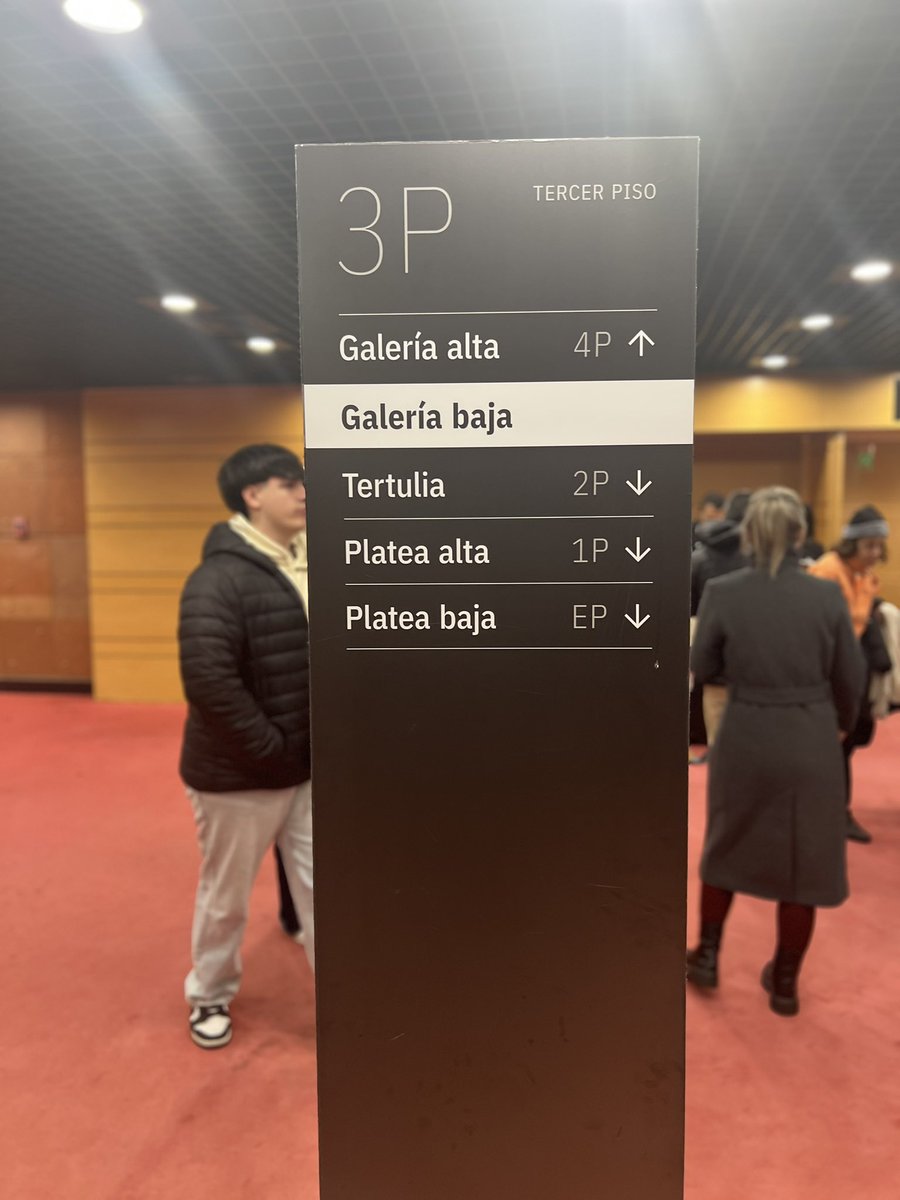 3P TERCER PISO
Galería alta 4P ↑
Galería baja
Tertulia 2P ↓
Platea alta 1P ↓
Platea baja EP ↓